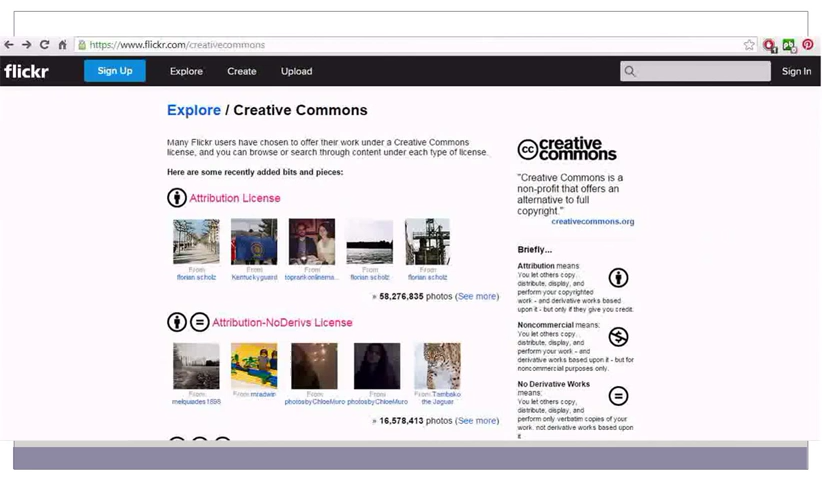 https://www.flickr.com/creativecommons
flickr
Sign Up
Explore
Create
Upload
Sign In
Explore / Creative Commons
Many Flickr users have chosen to offer their work under a Creative Commons
license, and you can browse or search through content under each type of license.
Here are some recently added bits and pieces:
Attribution License
From
florian scholz
From
Kentuckyguard
From
toprankonlinema...
From
florian scholz
From
florian scholz
» 58,276,835 photos (See more)
Attribution-NoDerivs License
From
melquiades1898
From mradwin
From
photosbyChloeMuro
From
photosbyChloeMuro
From Tambako
the Jaguar
» 16,578,413 photos (See more)
cc creative
commons
"Creative Commons is a
non-profit that offers an
alternative to full
copyright."
creativecommons.org
Briefly...
Attribution means:
You let others copy,
distribute, display, and
perform your copyrighted
work - and derivative works based
upon it - but only if they give you credit.
Noncommercial means:
You let others copy,
distribute, display, and
perform your work - and
derivative works based upon it - but for
noncommercial purposes only.
No Derivative Works
means:
You let others copy,
distribute, display, and
perform only verbatim copies of your
work, not derivative works based upon
it